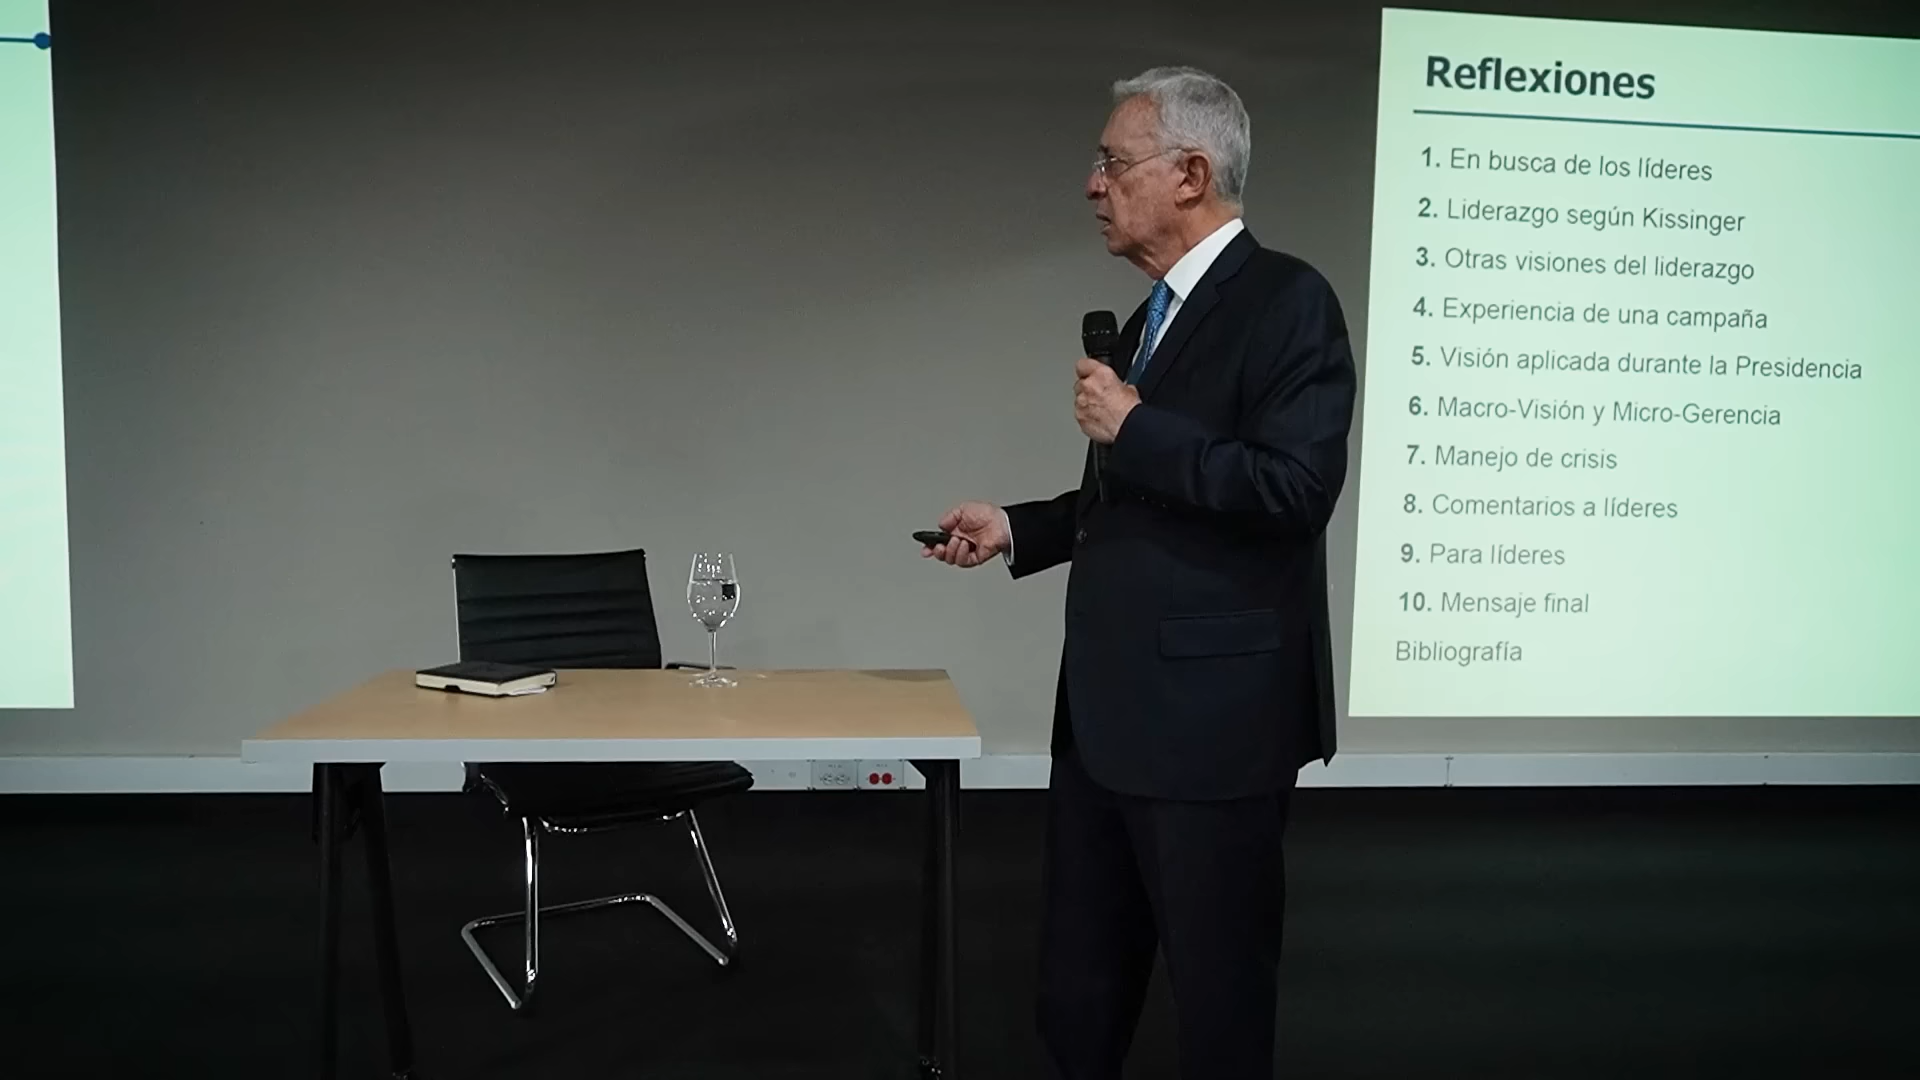 Reflexiones
1. En busca de los líderes
2. Liderazgo según Kissinger
3. Otras visiones del liderazgo
4. Experiencia de una campaña
5. Visión aplicada durante la Presidencia
6. Macro-Visión y Micro-Gerencia
7. Manejo de crisis
8. Comentarios a líderes
9. Para líderes
10. Mensaje final
Bibliografía